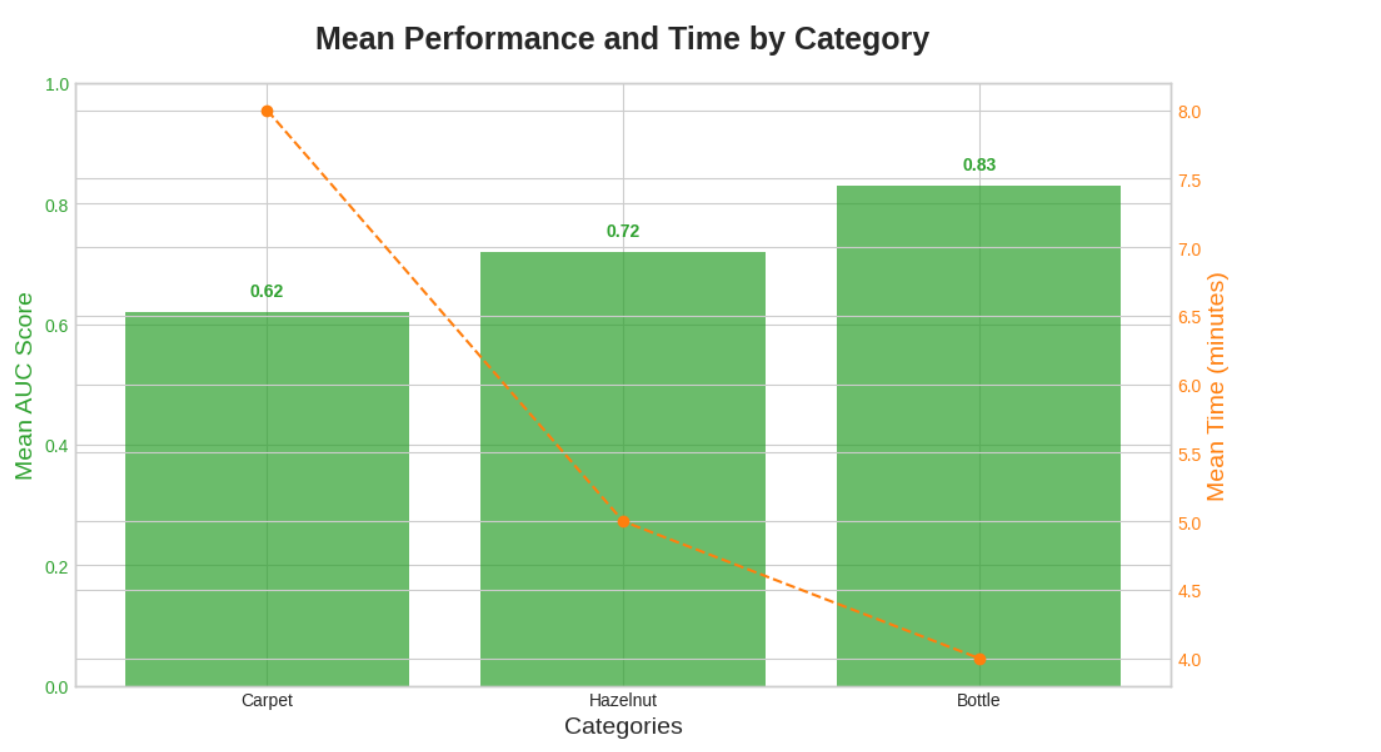 Mean Performance and Time by Category
Mean AUC Score
1.0
0.8
0.6
0.4
0.2
0.0
0.62
0.72
0.83
8.0
7.5
7.0
6.5
6.0
5.5
5.0
4.5
4.0
Mean Time (minutes)
Carpet
Hazelnut
Bottle
Categories